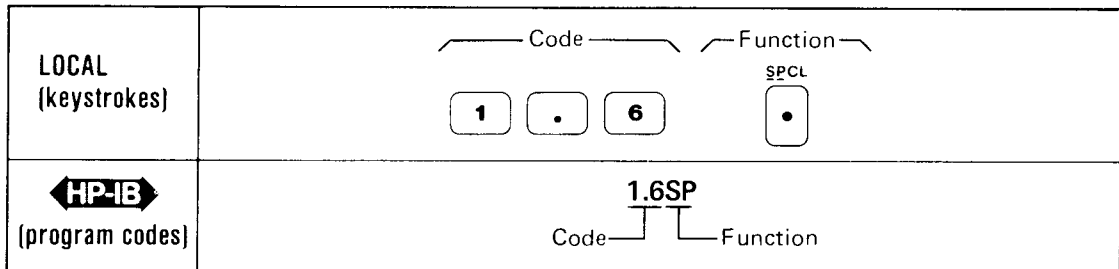 LOCAL
(keystrokes)
Code Function
SPCL
1 . 6 •
HP-IB
(program codes)
1.6SP
Code Function